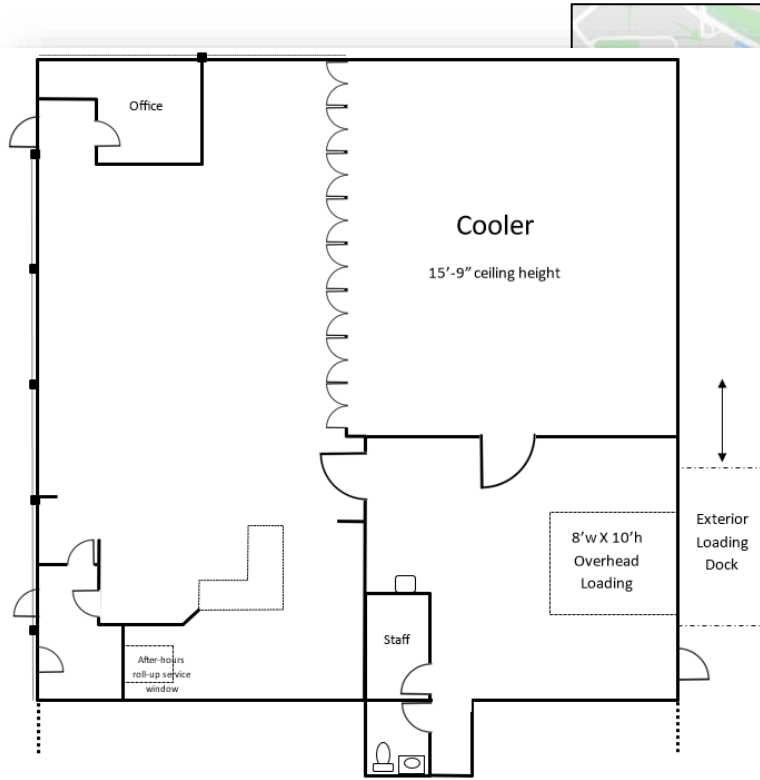 Office
Cooler
15’-9” ceiling height
8’w X 10’h
Overhead
Loading
Exterior
Loading
Dock
Staff
After-hours
roll-up service
window